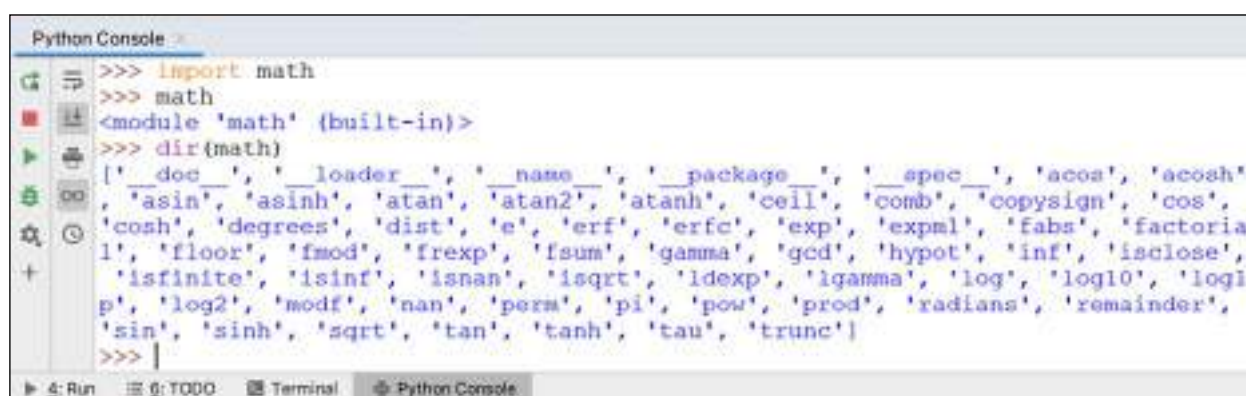 Python Console ×
>>> import math
>>> math
<module 'math' (built-in)>
>>> dir(math)
['__doc__', '__loader__', '__name__', '__package__', '__spec__', 'acos', 'acosh'
, 'asin', 'asinh', 'atan', 'atan2', 'atanh', 'ceil', 'comb', 'copysign', 'cos',
'cosh', 'degrees', 'dist', 'e', 'erf', 'erfc', 'exp', 'expm1', 'fabs', 'factoria
l', 'floor', 'fmod', 'frexp', 'fsum', 'gamma', 'gcd', 'hypot', 'inf', 'isclose',
'isfinite', 'isinf', 'isnan', 'isqrt', 'ldexp', 'lgamma', 'log', 'log10', 'log1
p', 'log2', 'modf', 'nan', 'perm', 'pi', 'pow', 'prod', 'radians', 'remainder',
'sin', 'sinh', 'sqrt', 'tan', 'tanh', 'tau', 'trunc']
>>>
4: Run 6: TODO Terminal Python Console